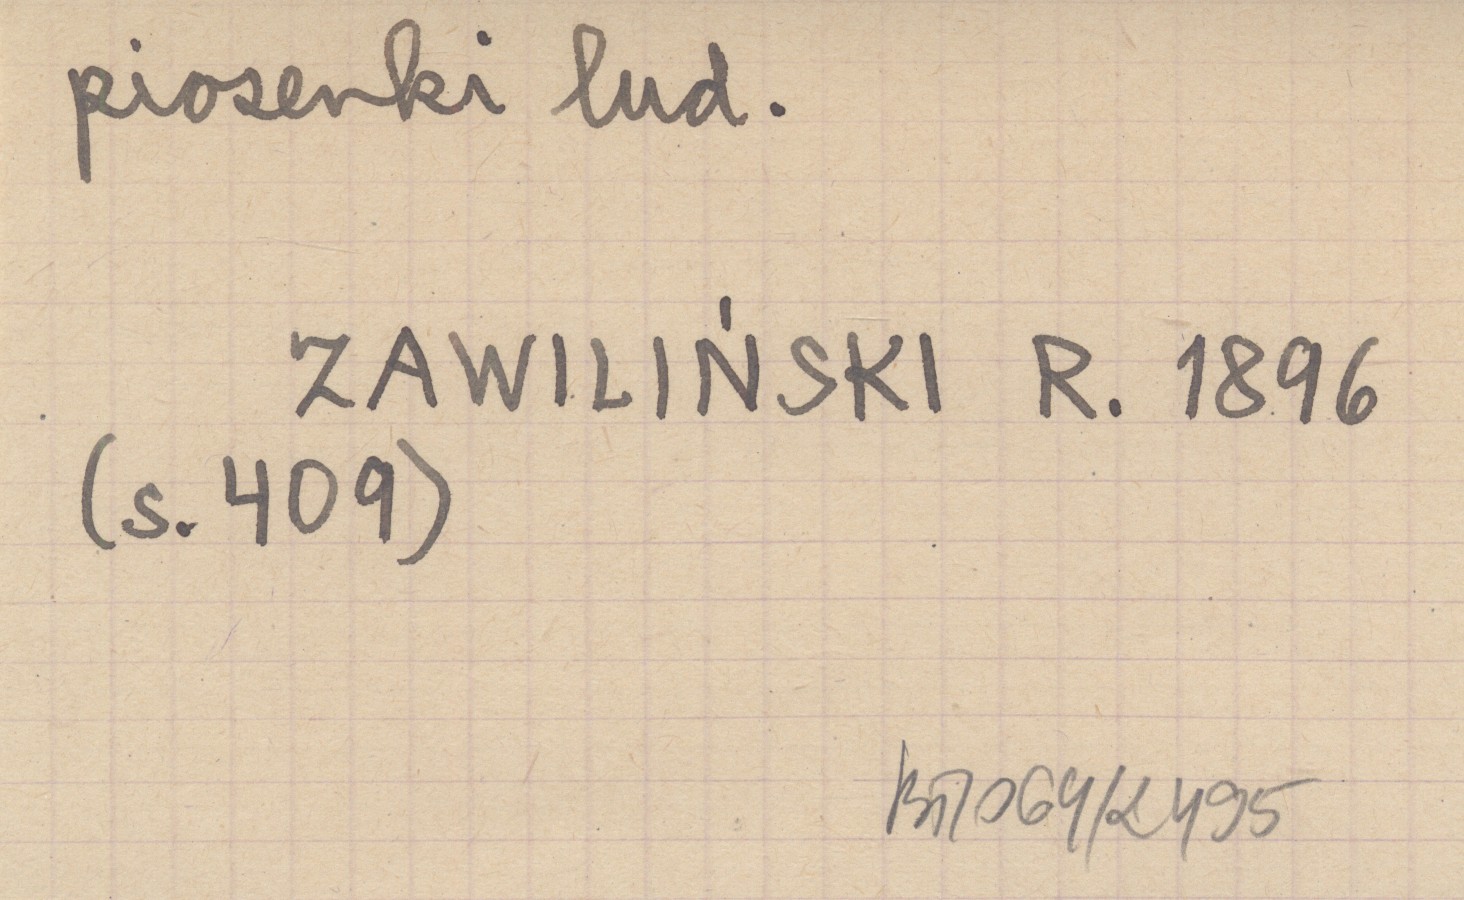 piosenki lud.
ZAWILIŃSKI R. 1896
(s. 409)